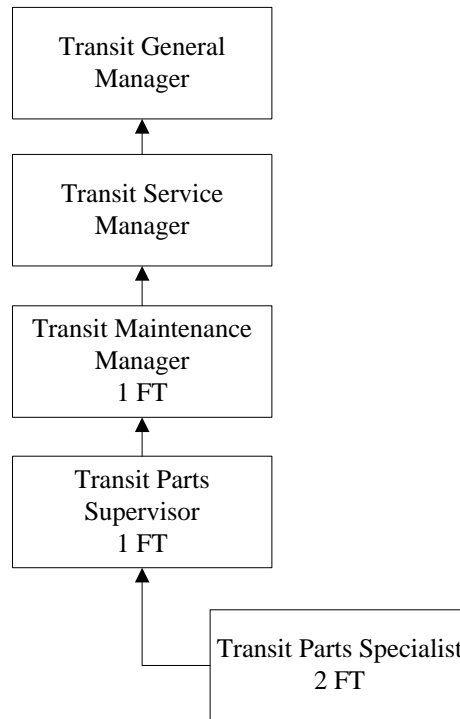 Transit General
Manager
Transit Service
Manager
Transit Maintenance
Manager
1 FT
Transit Parts
Supervisor
1 FT
Transit Parts Specialist
2 FT